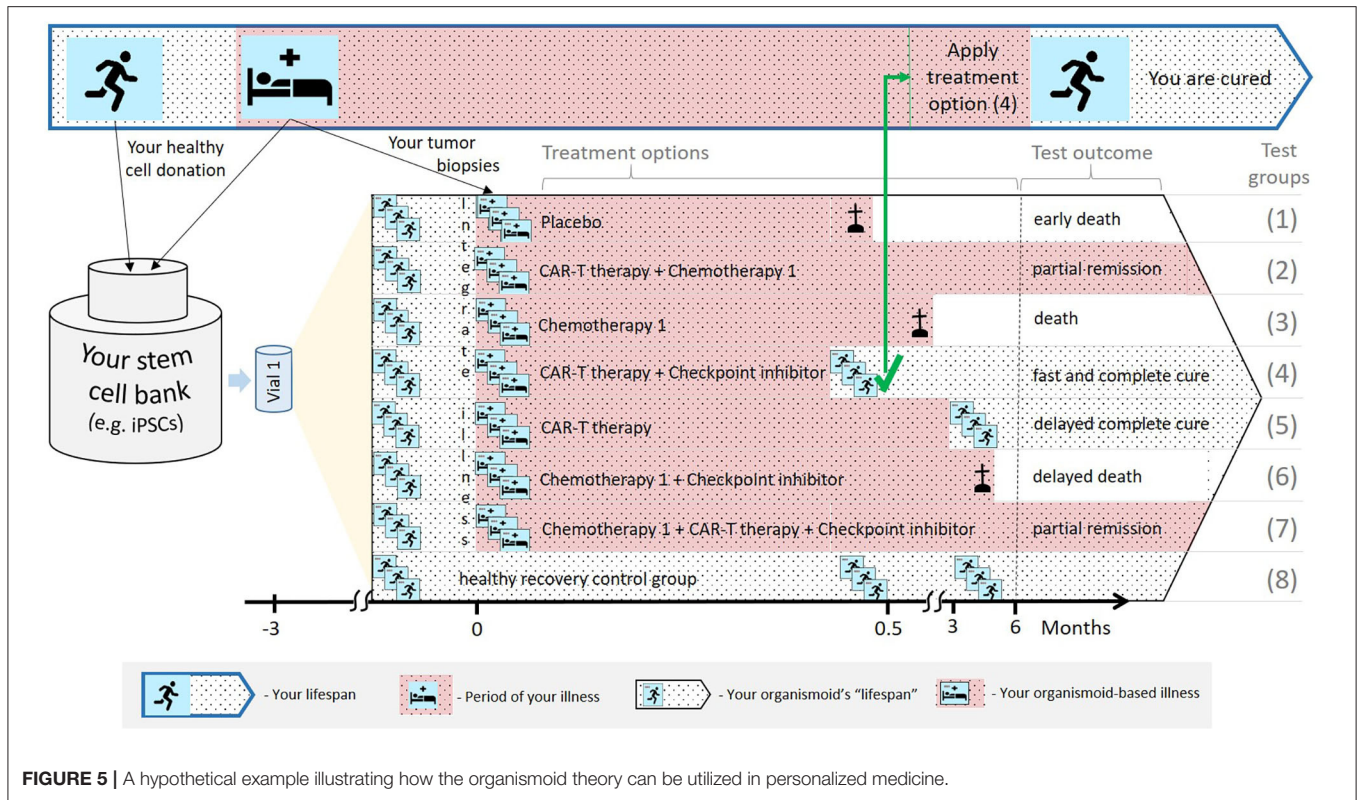 Apply
treatment
option (4)
You are cured
Your healthy
cell donation
Your tumor
biopsies
Treatment options
Test outcome
Test
groups
Integrate illness
Placebo
early death
(1)
CAR-T therapy + Chemotherapy 1
partial remission
(2)
Chemotherapy 1
death
(3)
CAR-T therapy + Checkpoint inhibitor
fast and complete cure
(4)
CAR-T therapy
delayed complete cure
(5)
Chemotherapy 1 + Checkpoint inhibitor
delayed death
(6)
Chemotherapy 1 + CAR-T therapy + Checkpoint inhibitor
partial remission
(7)
healthy recovery control group
(8)
Your stem
cell bank
(e.g. iPSCs)
Vial 1
-3
0
0.5
3
6
Months
- Your lifespan
- Period of your illness
- Your organismoid's “lifespan”
- Your organismoid-based illness
FIGURE 5 | A hypothetical example illustrating how the organismoid theory can be utilized in personalized medicine.